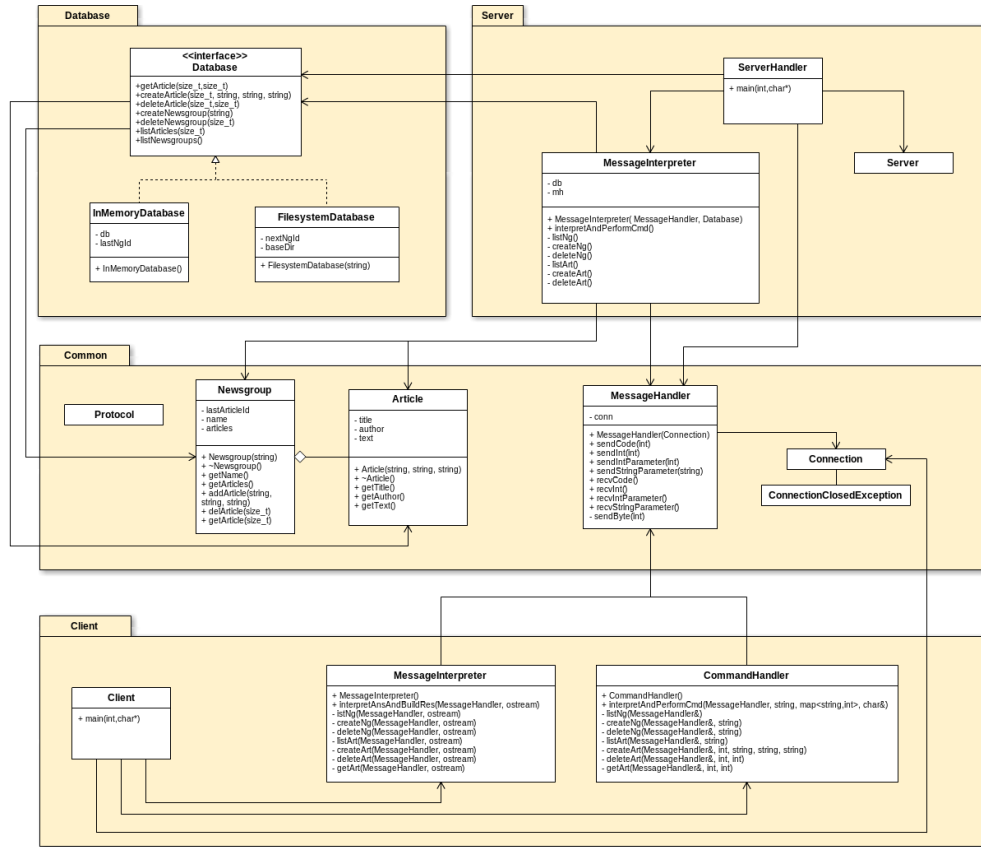 Database
<<interface>>
Database
+getArticle(size_t,size_t)
+createArticle(size_t, string, string, string)
+deleteArticle(size_t,size_t)
+createNewsgroup(string)
+deleteNewsgroup(size_t)
+listArticles(size_t)
+listNewsgroups()
InMemoryDatabase
- db
- lastNgId
+ InMemoryDatabase()
FilesystemDatabase
- nextNgId
- baseDir
+ FilesystemDatabase(string)
Server
ServerHandler
+ main(int,char*)
Server
MessageInterpreter
- db
- mh
+ MessageInterpreter( MessageHandler, Database)
+ interpretAndPerformCmd()
- listNg()
- createNg()
- deleteNg()
- listArt()
- createArt()
- deleteArt()
Common
Protocol
Newsgroup
- lastArticleId
- name
- articles
+ Newsgroup(string)
+ ~Newsgroup()
+ getName()
+ getArticles()
+ addArticle(string,
string, string)
+ delArticle(size_t)
+ getArticle(size_t)
Article
- title
- author
- text
+ Article(string, string, string)
+ ~Article()
+ getTitle()
+ getAuthor()
+ getText()
MessageHandler
- conn
+ MessageHandler(Connection)
+ sendCode(int)
+ sendInt(int)
+ sendIntParameter(int)
+ sendStringParameter(string)
+ recvCode()
+ recvInt()
+ recvIntParameter()
+ recvStringParameter()
- sendByte(int)
Connection
ConnectionClosedException
Client
Client
+ main(int,char*)
MessageInterpreter
+ MessageInterpreter()
+ interpretAnsAndBuildRes(MessageHandler, ostream)
- listNg(MessageHandler, ostream)
- createNg(MessageHandler, ostream)
- deleteNg(MessageHandler, ostream)
- listArt(MessageHandler, ostream)
- createArt(MessageHandler, ostream)
- deleteArt(MessageHandler, ostream)
- getArt(MessageHandler, ostream)
CommandHandler
+ CommandHandler()
+ interpretAndPerformCmd(MessageHandler, string, map<string,int>, char&)
- listNg(MessageHandler&)
- createNg(MessageHandler&, string)
- deleteNg(MessageHandler&, string)
- listArt(MessageHandler&, string)
- createArt(MessageHandler&, int, string, string, string)
- deleteArt(MessageHandler&, int, int)
- getArt(MessageHandler&, int, int)